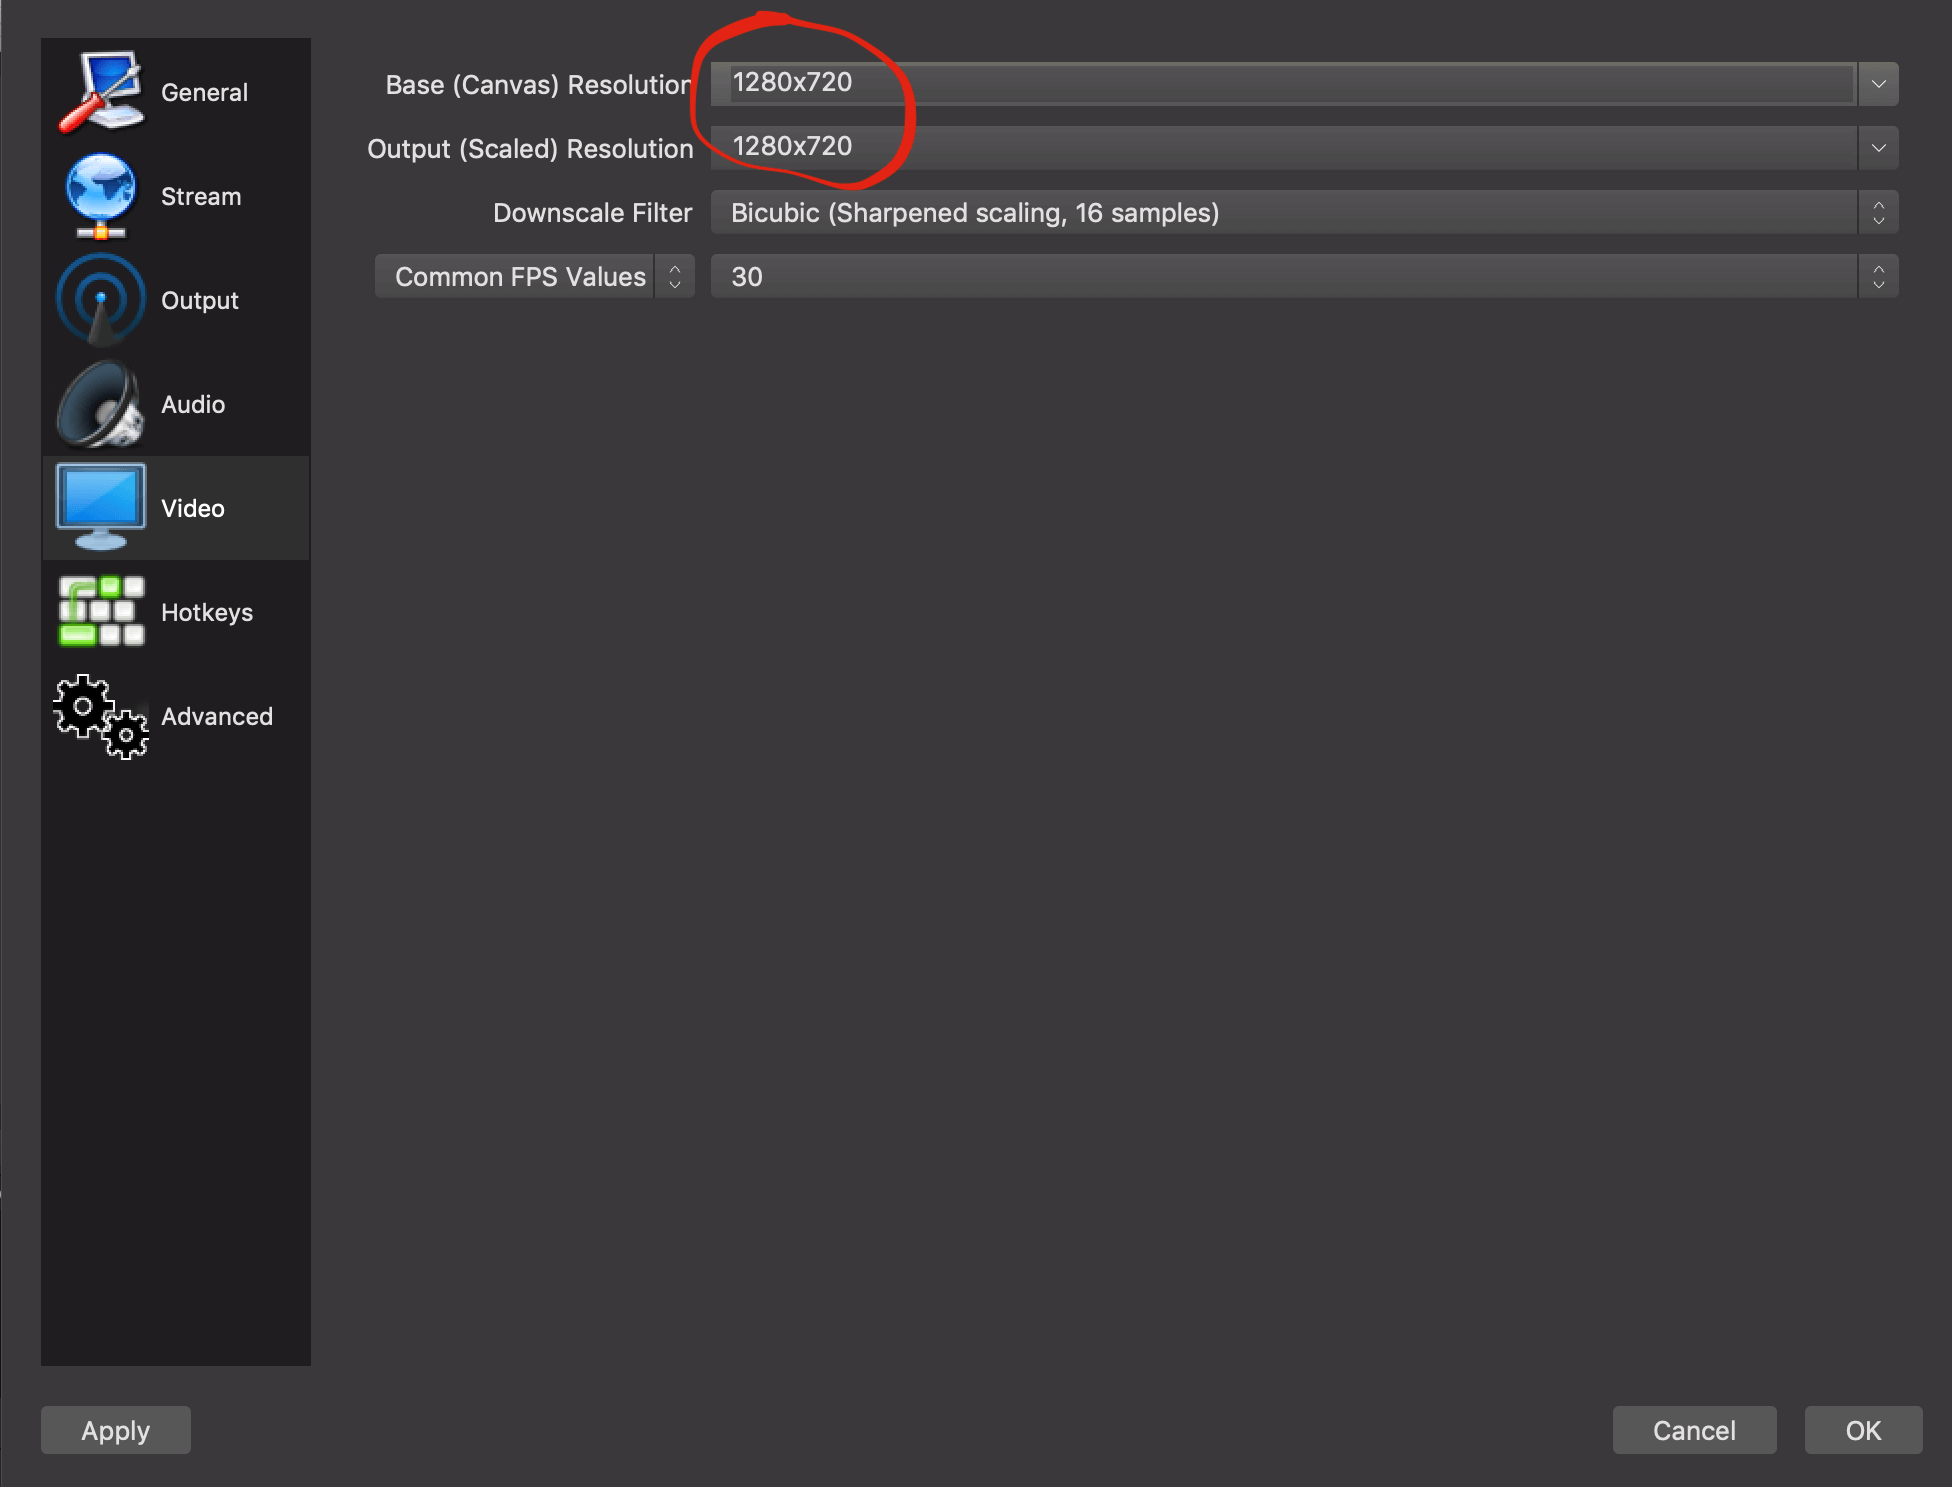 General
Stream
Output
Audio
Video
Hotkeys
Advanced
Base (Canvas) Resolution 1280x720
Output (Scaled) Resolution 1280x720
Downscale Filter Bicubic (Sharpened scaling, 16 samples)
Common FPS Values 30
Apply Cancel OK